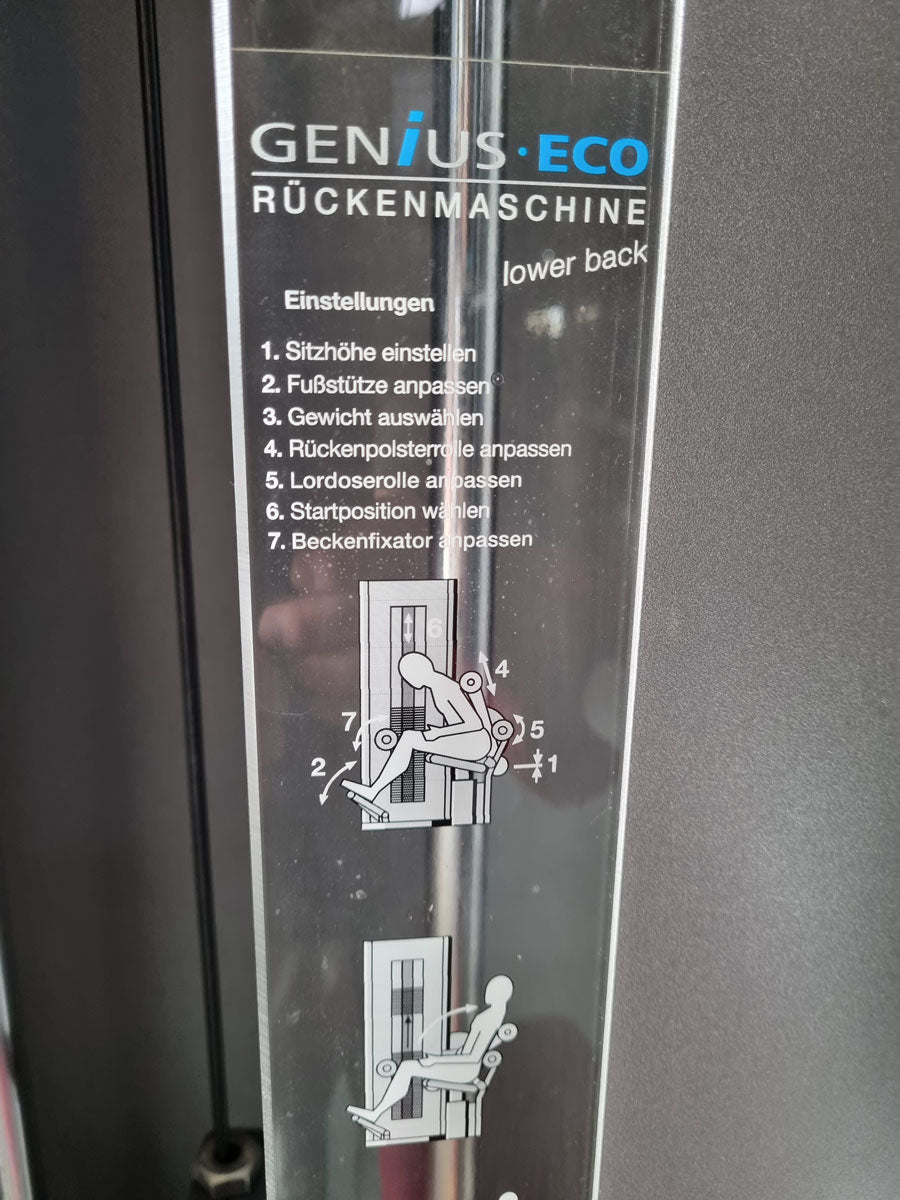 GENiUS · ECO
RÜCKENMASCHINE
lower back
Einstellungen
1. Sitzhöhe einstellen
2. Fußstütze anpassen
3. Gewicht auswählen
4. Rückenpolsterrolle anpassen
5. Lordoserolle anpassen
6. Startposition wählen
7. Beckenfixator anpassen
6
4
7
5
2
1